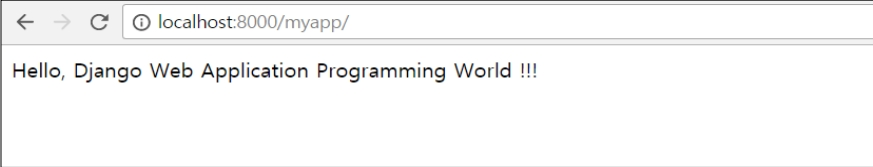 localhost:8000/myapp/
Hello, Django Web Application Programming World !!!